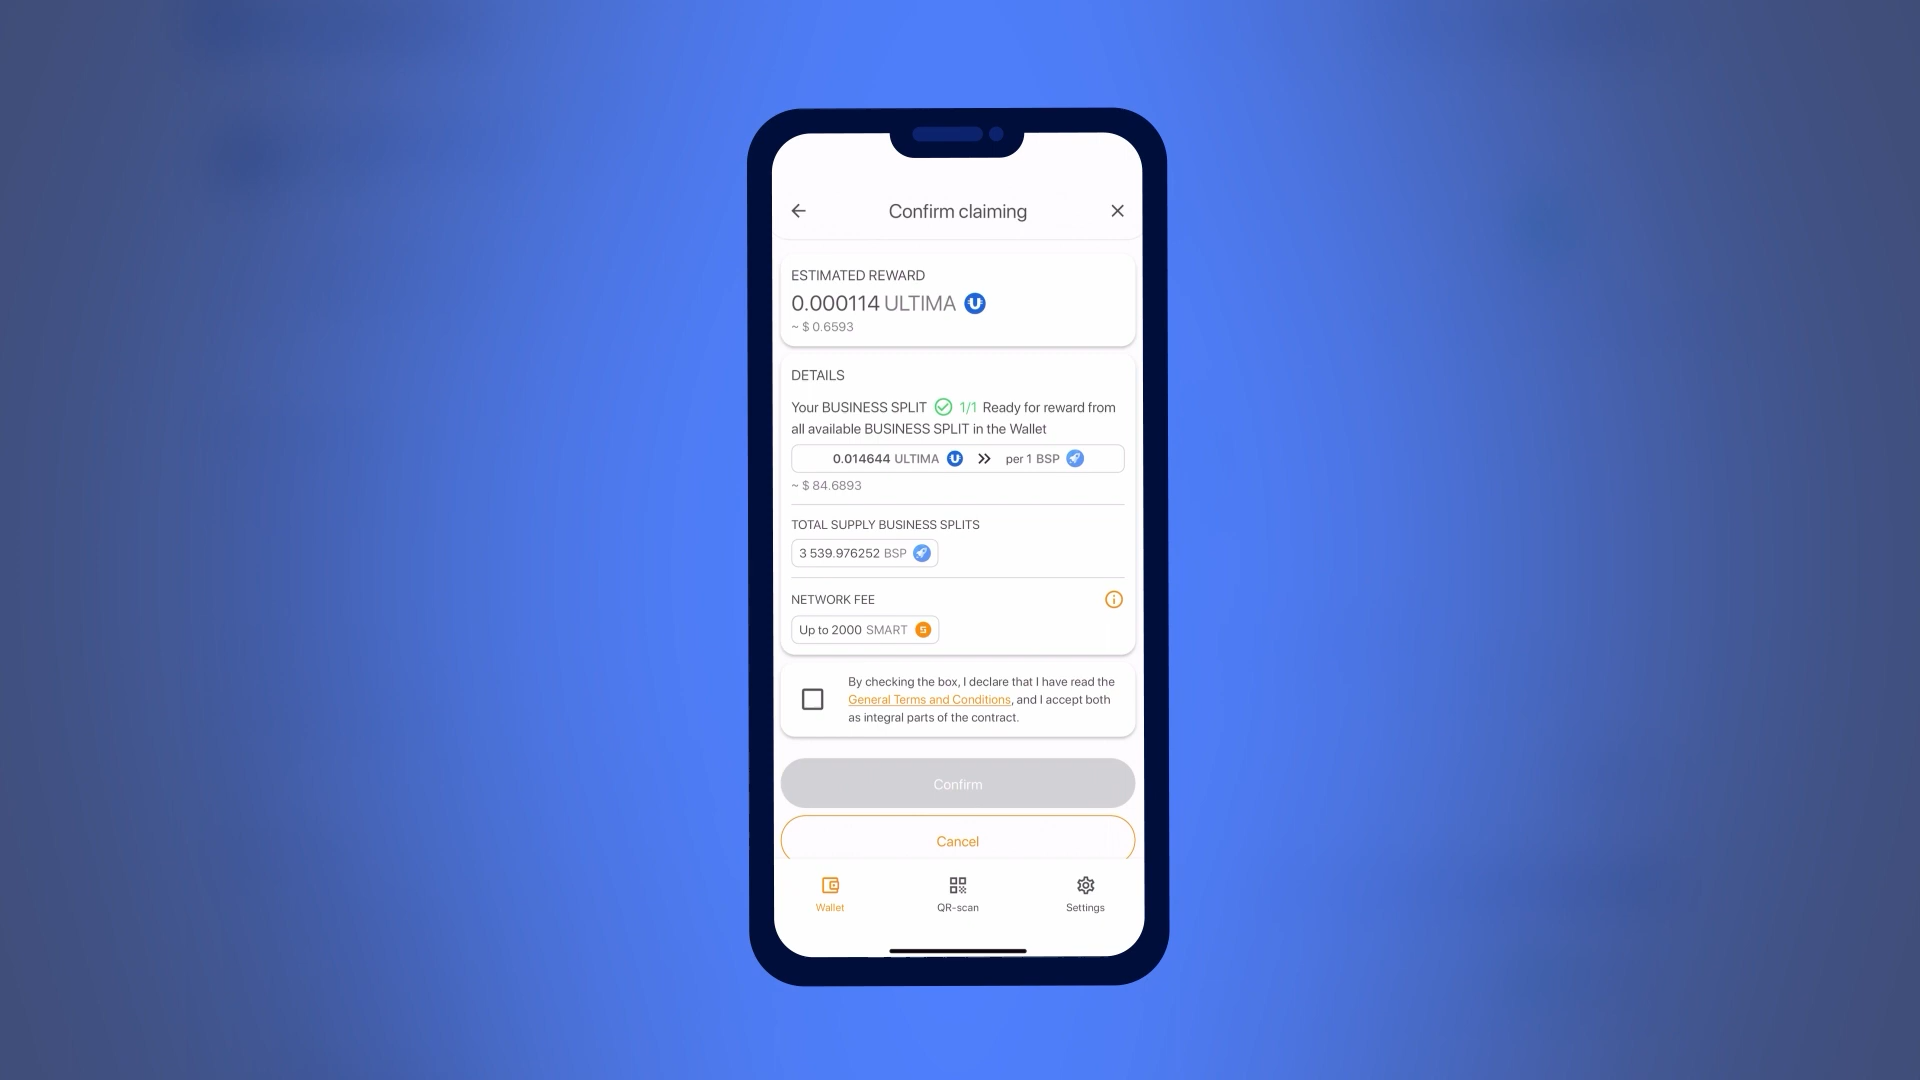 Confirm claiming
ESTIMATED REWARD
0.000114 ULTIMA
~ $ 0.6593
DETAILS
Your BUSINESS SPLIT 1/1 Ready for reward from
all available BUSINESS SPLIT in the Wallet
0.014644 ULTIMA per 1 BSP
~ $ 84.6893
TOTAL SUPPLY BUSINESS SPLITS
3 539.976252 BSP
NETWORK FEE
Up to 2000 SMART
By checking the box, I declare that I have read the
General Terms and Conditions, and I accept both
as integral parts of the contract.
Confirm
Cancel
Wallet
QR-scan
Settings